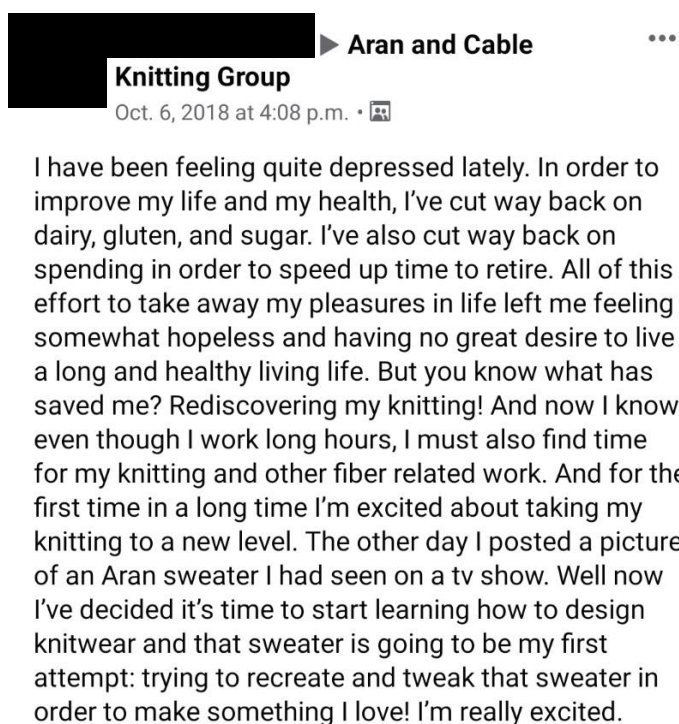 ▶ Aran and Cable
Knitting Group
Oct. 6, 2018 at 4:08 p.m. •
I have been feeling quite depressed lately. In order to
improve my life and my health, I've cut way back on
dairy, gluten, and sugar. I've also cut way back on
spending in order to speed up time to retire. All of this
effort to take away my pleasures in life left me feeling
somewhat hopeless and having no great desire to live
a long and healthy living life. But you know what has
saved me? Rediscovering my knitting! And now I know
even though I work long hours, I must also find time
for my knitting and other fiber related work. And for the
first time in a long time I'm excited about taking my
knitting to a new level. The other day I posted a picture
of an Aran sweater I had seen on a tv show. Well now
I've decided it's time to start learning how to design
knitwear and that sweater is going to be my first
attempt: trying to recreate and tweak that sweater in
order to make something I love! I'm really excited.